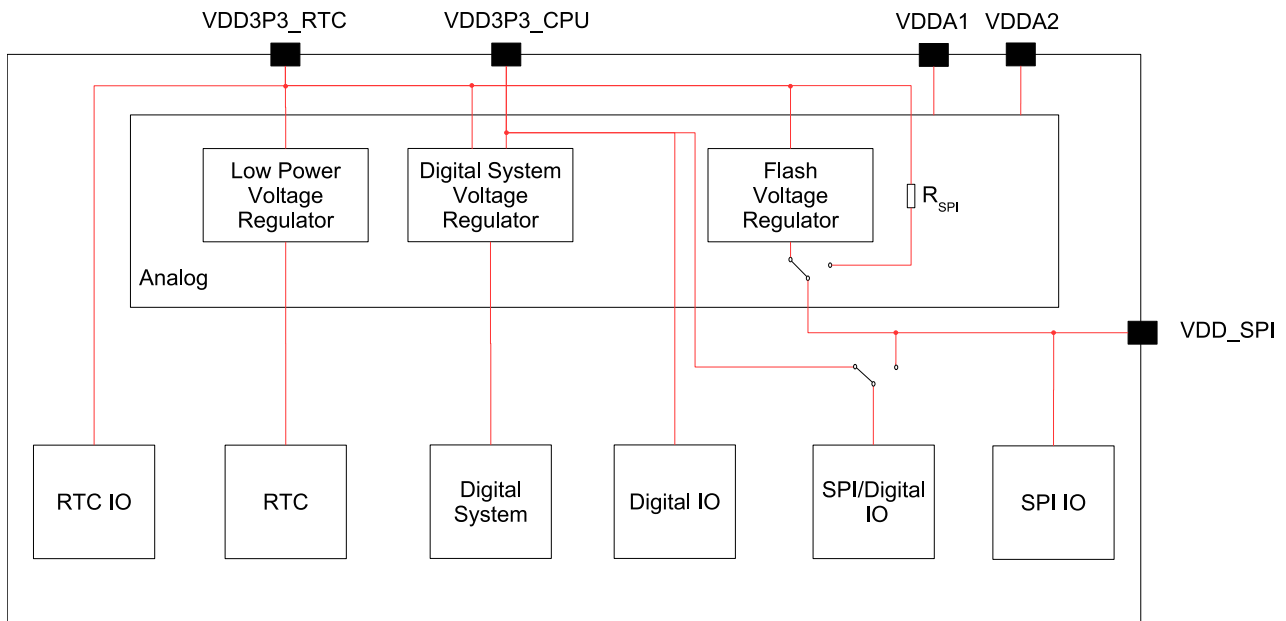 VDD3P3_RTC
VDD3P3_CPU
VDDA1
VDDA2
Low Power
Voltage
Regulator
Digital System
Voltage
Regulator
Flash
Voltage
Regulator
RSPI
Analog
VDD_SPI
RTC IO
RTC
Digital
System
Digital IO
SPI/Digital
IO
SPI IO